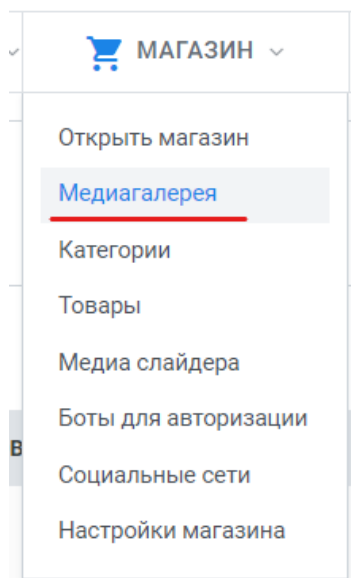 МАГАЗИН
Открыть магазин
Медиагалерея
Категории
Товары
Медиа слайдера
Боты для авторизации
В
Социальные сети
Настройки магазина